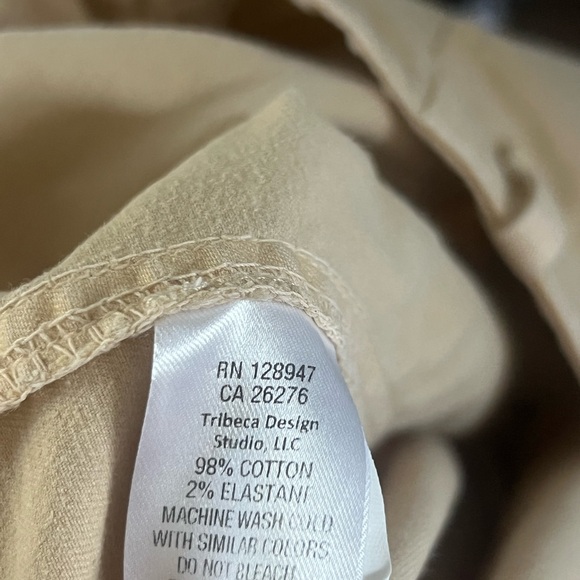 RN 128947
CA 26276
Tribeca Design
Studio, LLC
98% COTTON
2% ELASTANE
MACHINE WASH COLD
WITH SIMILAR COLORS
DO NOT BLEACH